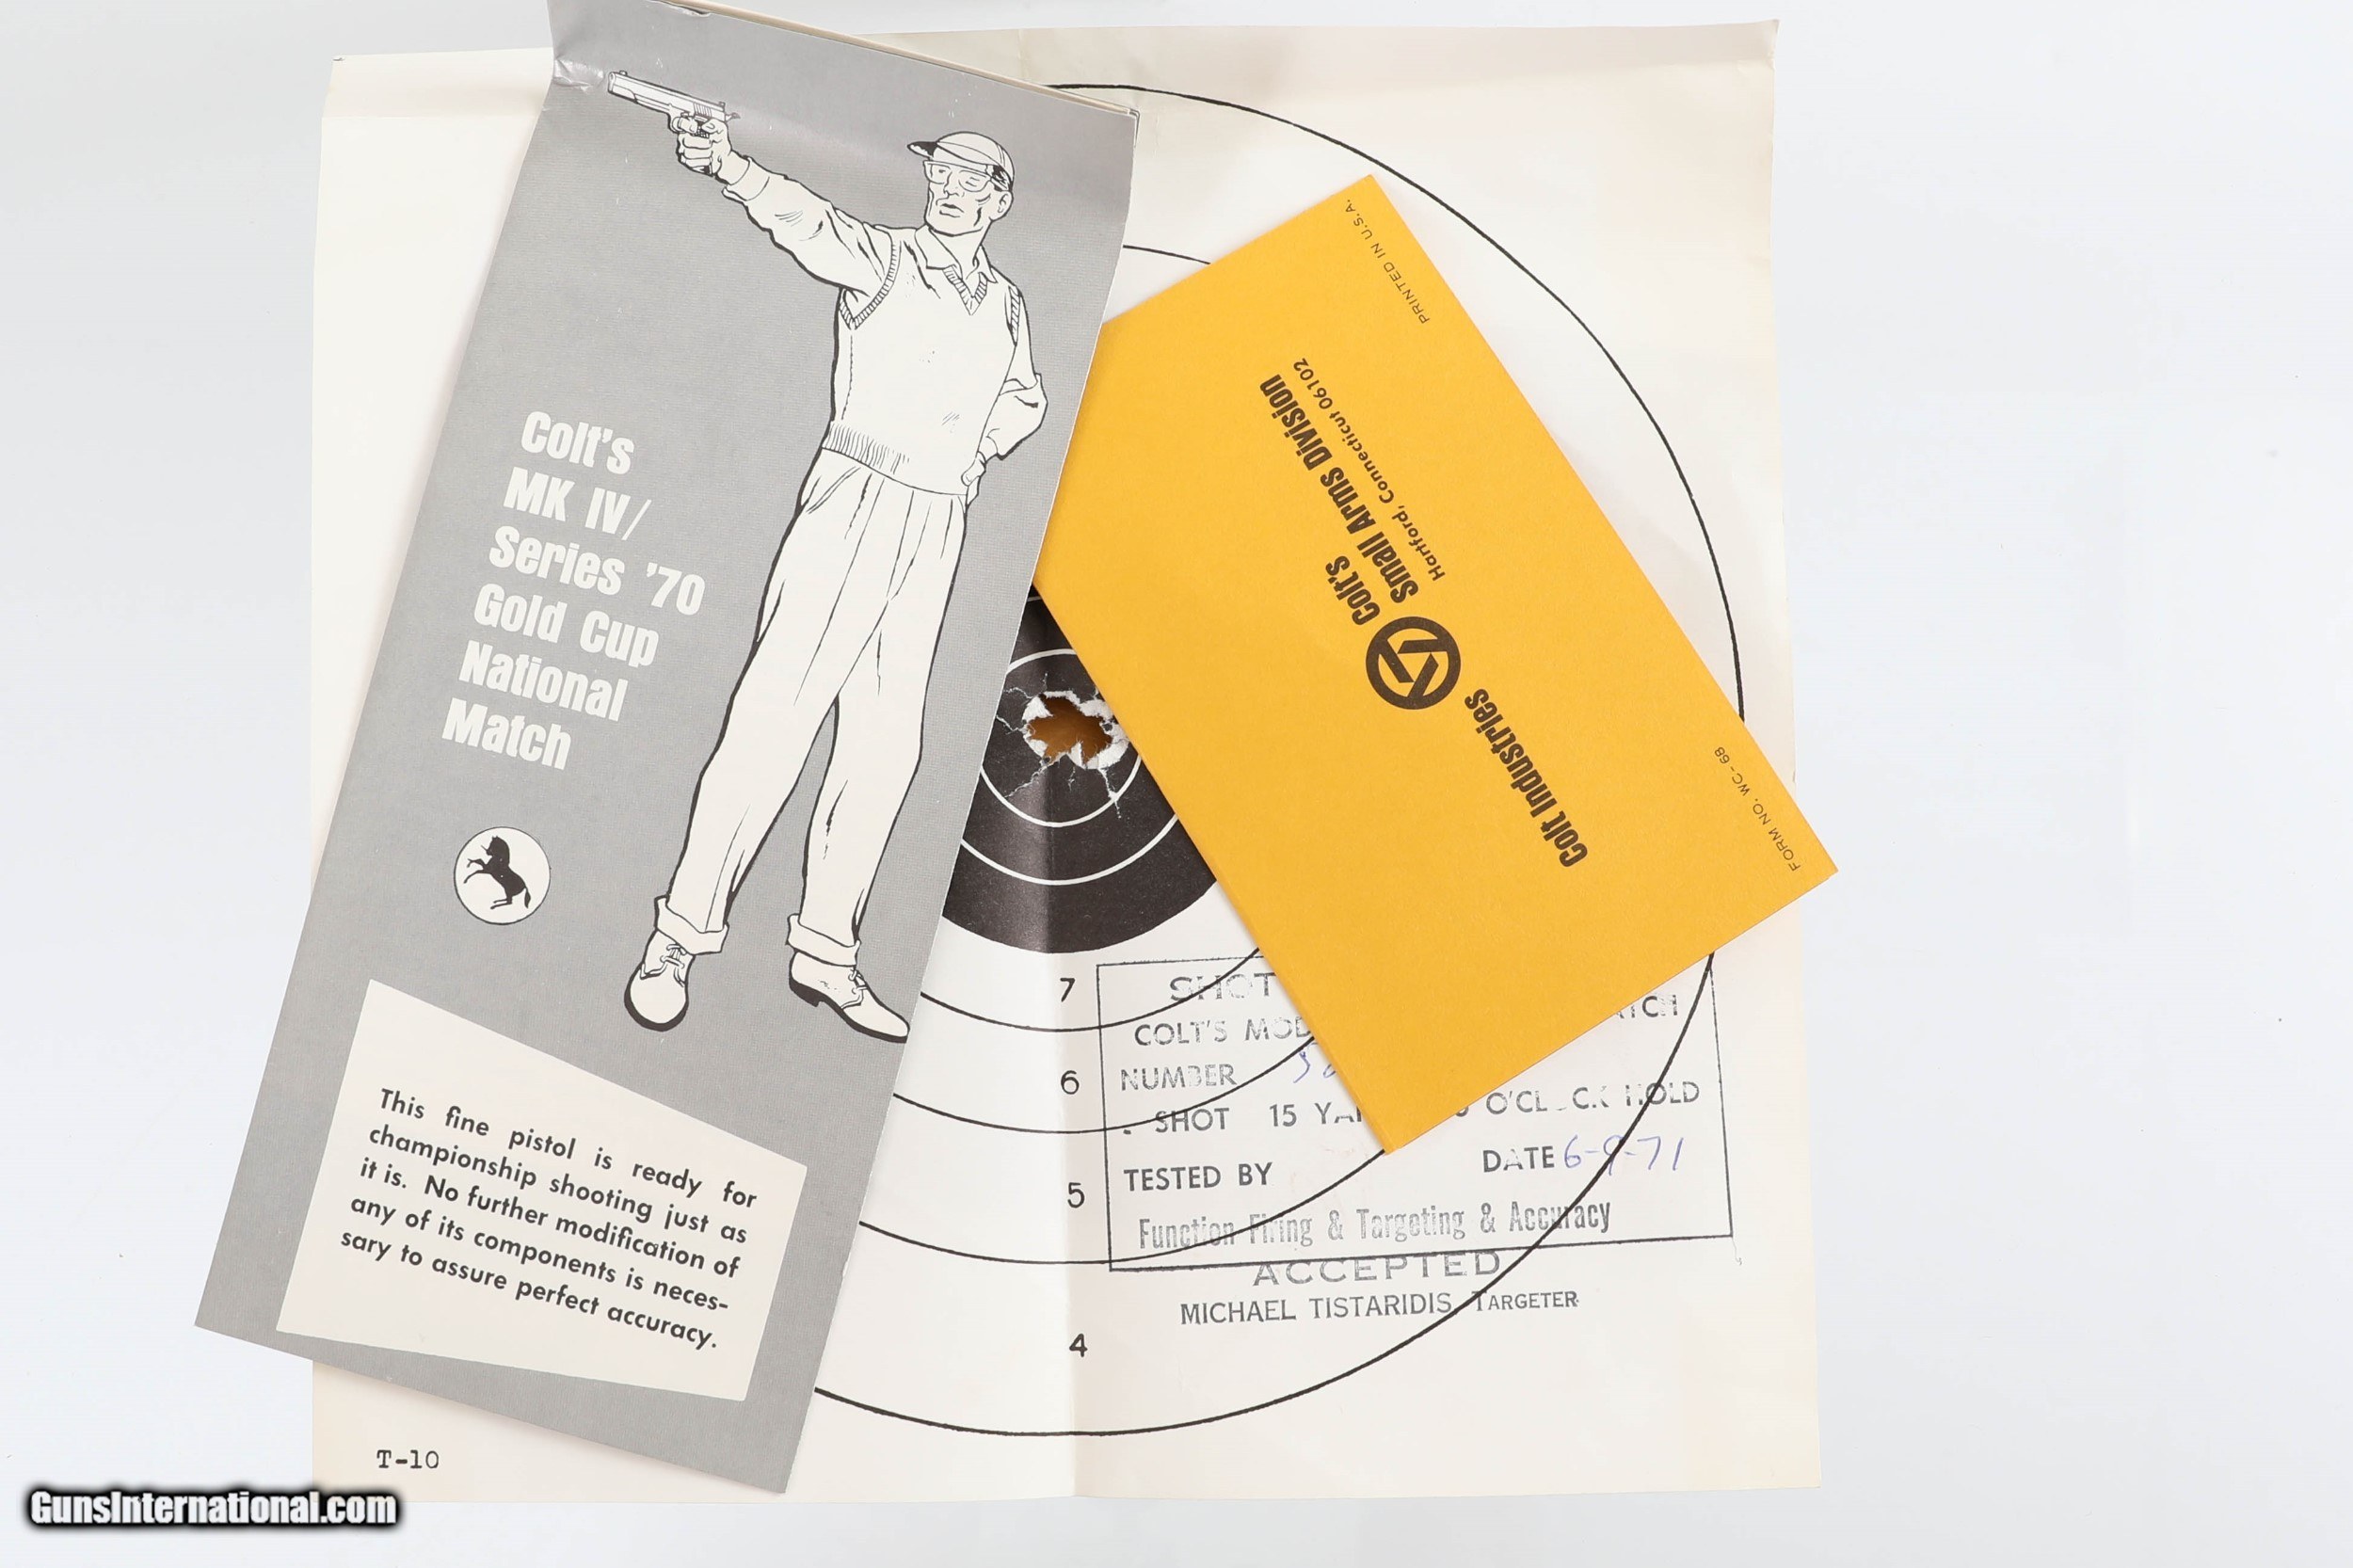 Colt's
MK IV/
Series '70
Gold Cup
National
Match
This fine pistol is ready for
championship shooting just as
it is. No further modification of
any of its components is neces-
sary to assure perfect accuracy.
PRINTED IN U.S.A.
Colt Industries
Colt's
Small Arms Division
Hartford, Connecticut 06102
FORM NO. WC-68
7
6
5
4
SHOT
COLT'S
NUMBER
SHOT 15 O'CLOCK HOLD
TESTED BY DATE 6-9-71
Function Firing & Targeting & Accuracy
ACCEPTED
MICHAEL TISTARIDIS, TARGETER
T-10
GunsInternational.com